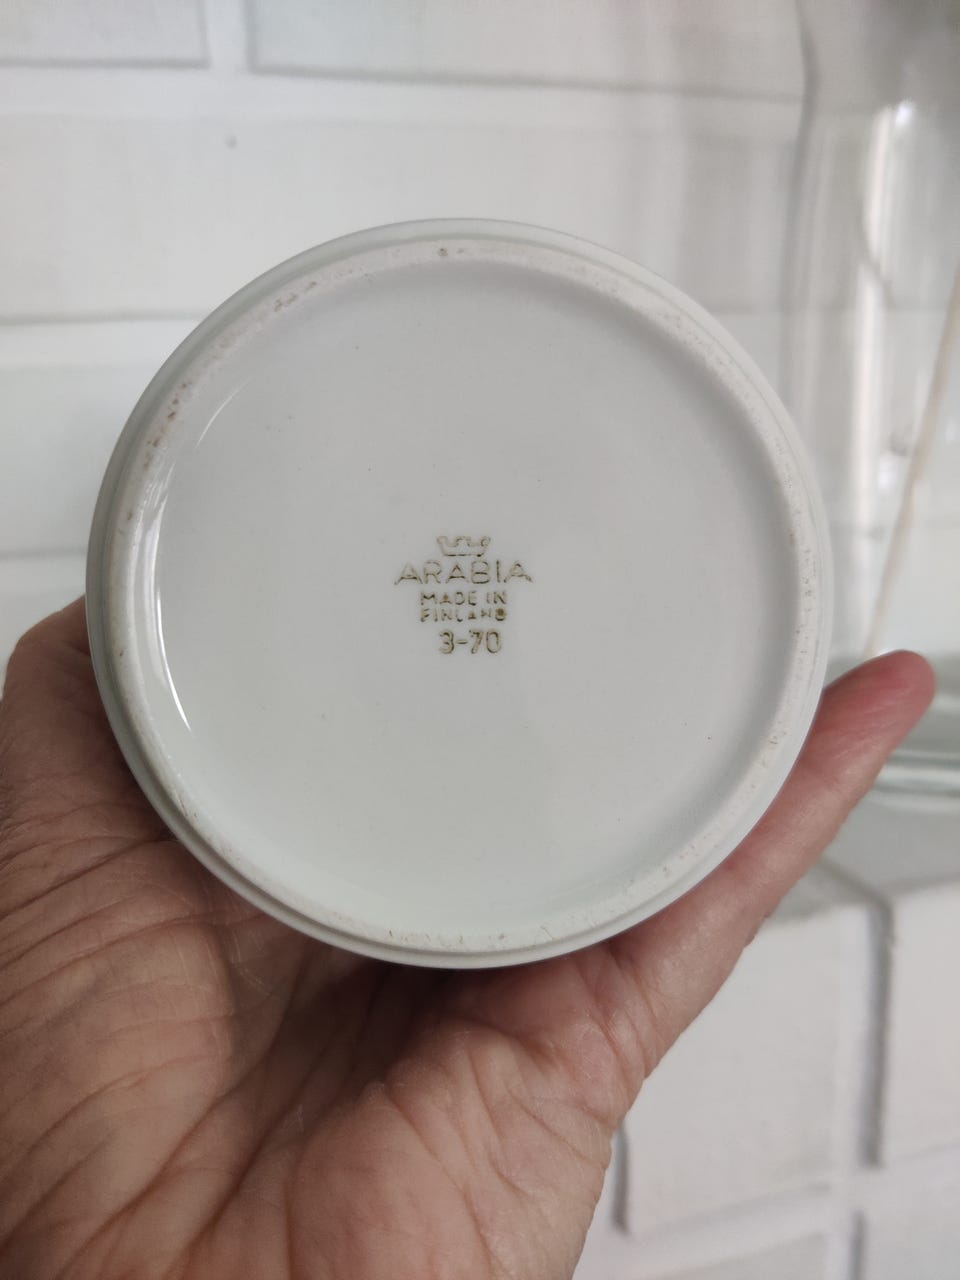 ARABIA
MADE IN
FINLAND
3-70